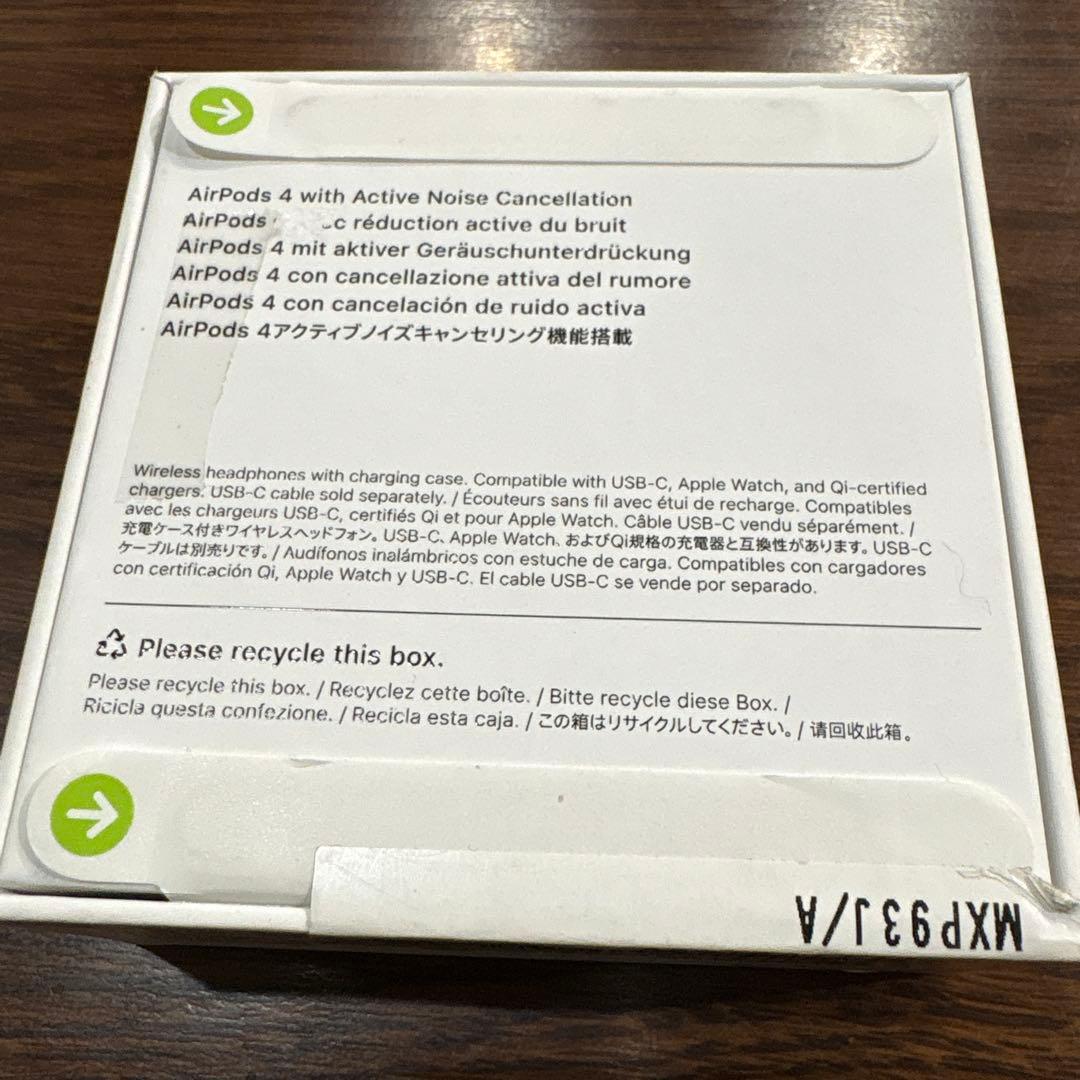 AirPods 4 with Active Noise Cancellation
AirPods c réduction active du bruit
AirPods 4 mit aktiver Geräuschunterdrückung
AirPods 4 con cancellazione attiva del rumore
AirPods 4 con cancelación de ruido activa
AirPods 4アクティブノイズキャンセリング機能搭載
Wireless headphones with charging case. Compatible with USB-C, Apple Watch, and Qi-certified
chargers. USB-C cable sold separately. / Écouteurs sans fil avec étui de recharge. Compatibles
avec les chargeurs USB-C, certifiés Qi et pour Apple Watch. Câble USB-C vendu séparément. /
充電ケース付きワイヤレスヘッドフォン。USB-C、Apple Watch、およびQi規格の充電器と互換性があります。USB-C
ケーブルは別売りです。/ Audífonos inalámbricos con estuche de carga. Compatibles con cargadores
con certificación Qi, Apple Watch y USB-C. El cable USB-C se vende por separado.
Please recycle this box.
Please recycle this box. / Recyclez cette boîte. / Bitte recycle diese Box. /
Ricicla questa confezione. / Recicla esta caja. / この箱はリサイクルしてください。/ 请回收此箱。
MXP93J/A